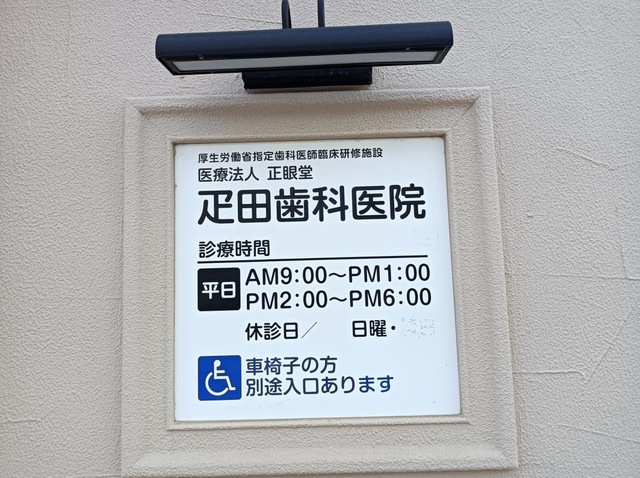 厚生労働省指定歯科医師臨床研修施設
医療法人 正眼堂
疋田歯科医院
診療時間
平日 AM9:00～PM1:00
PM2:00～PM6:00
休診日／ 日曜・
車椅子の方
別途入口あります